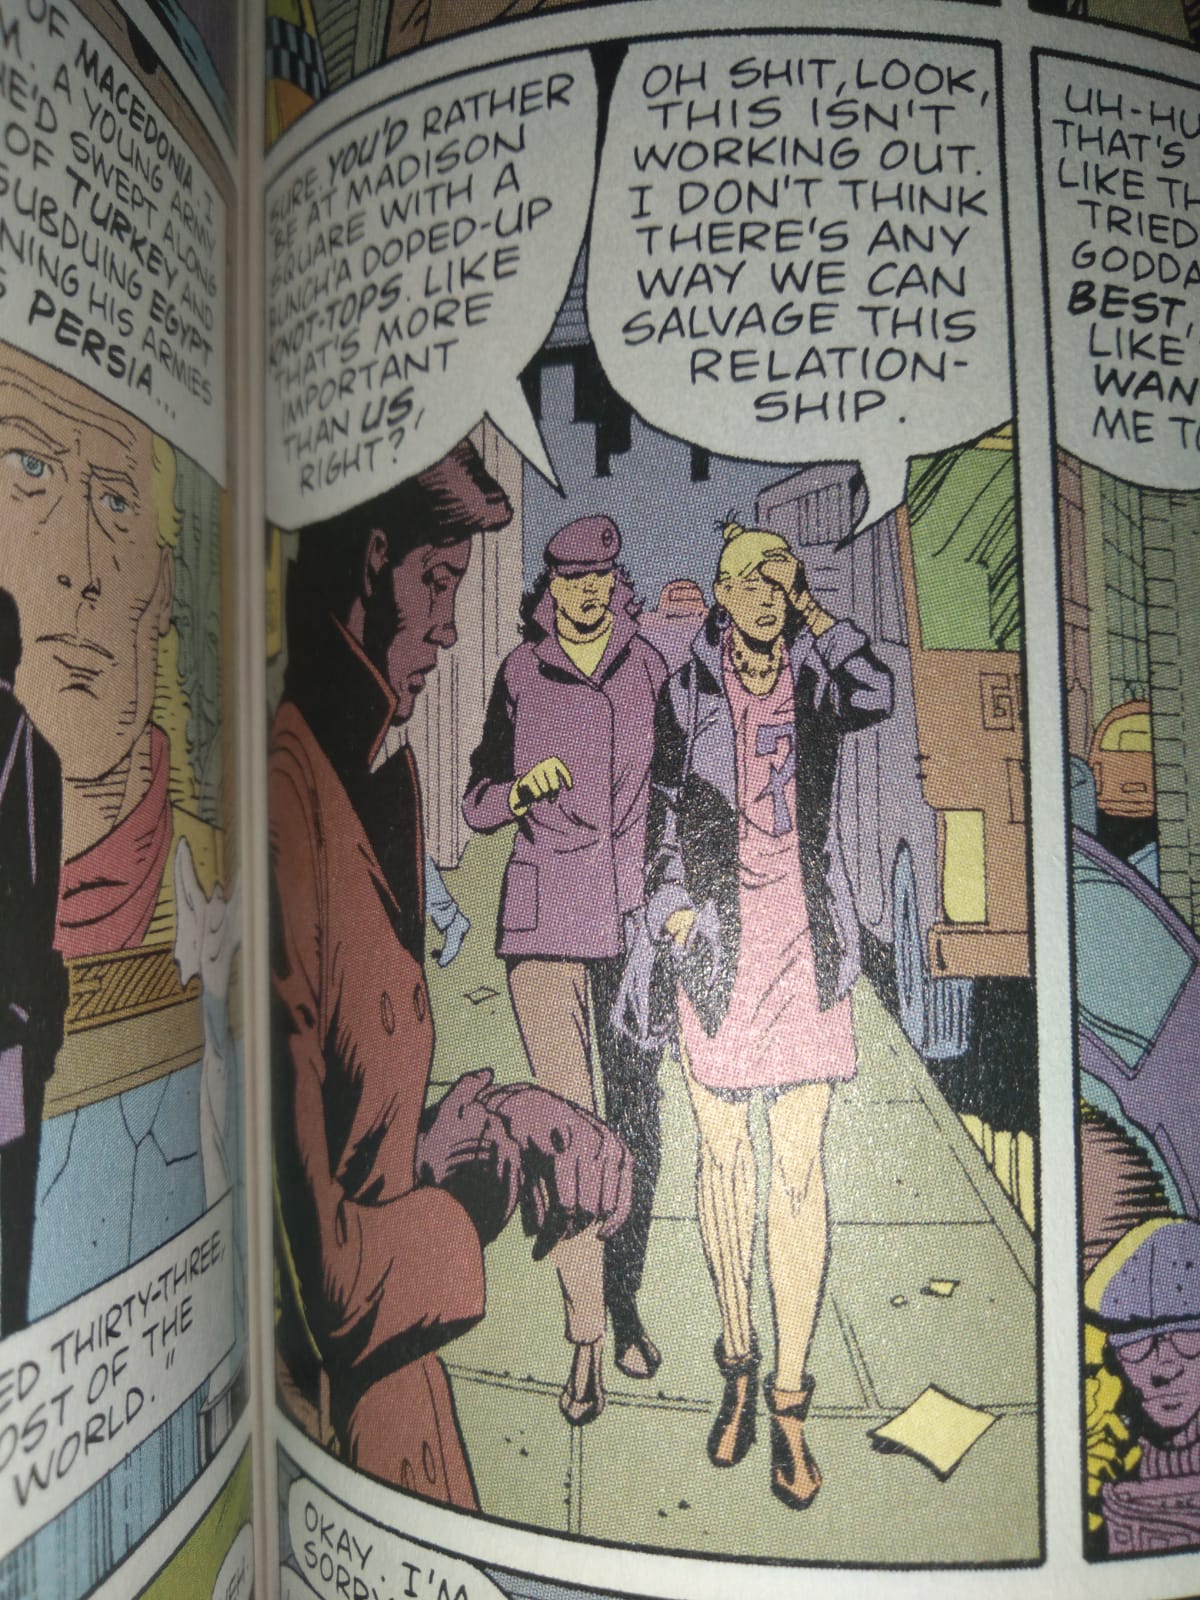 OF MACEDONIA. I
M. A YOUNG ARMY
HE'D SWEPT ALONG
OF TURKEY AND
SUBDUING EGYPT
NING HIS ARMIES
S PERSIA...
ED THIRTY-THREE,
OST OF THE
WORLD."
SURE. YOU'D RATHER
BE AT MADISON
SQUARE WITH A
BUNCH'A DOPED-UP
KNOT-TOPS. LIKE
THAT'S MORE
IMPORTANT
THAN US,
RIGHT?
OH SHIT, LOOK,
THIS ISN'T
WORKING OUT.
I DON'T THINK
THERE'S ANY
WAY WE CAN
SALVAGE THIS
RELATION-
SHIP.
UH-HU
THAT'S
LIKE TH
TRIED
GODDA
BEST,
LIKE
WAN
ME TO
OKAY. I'M
SORRY